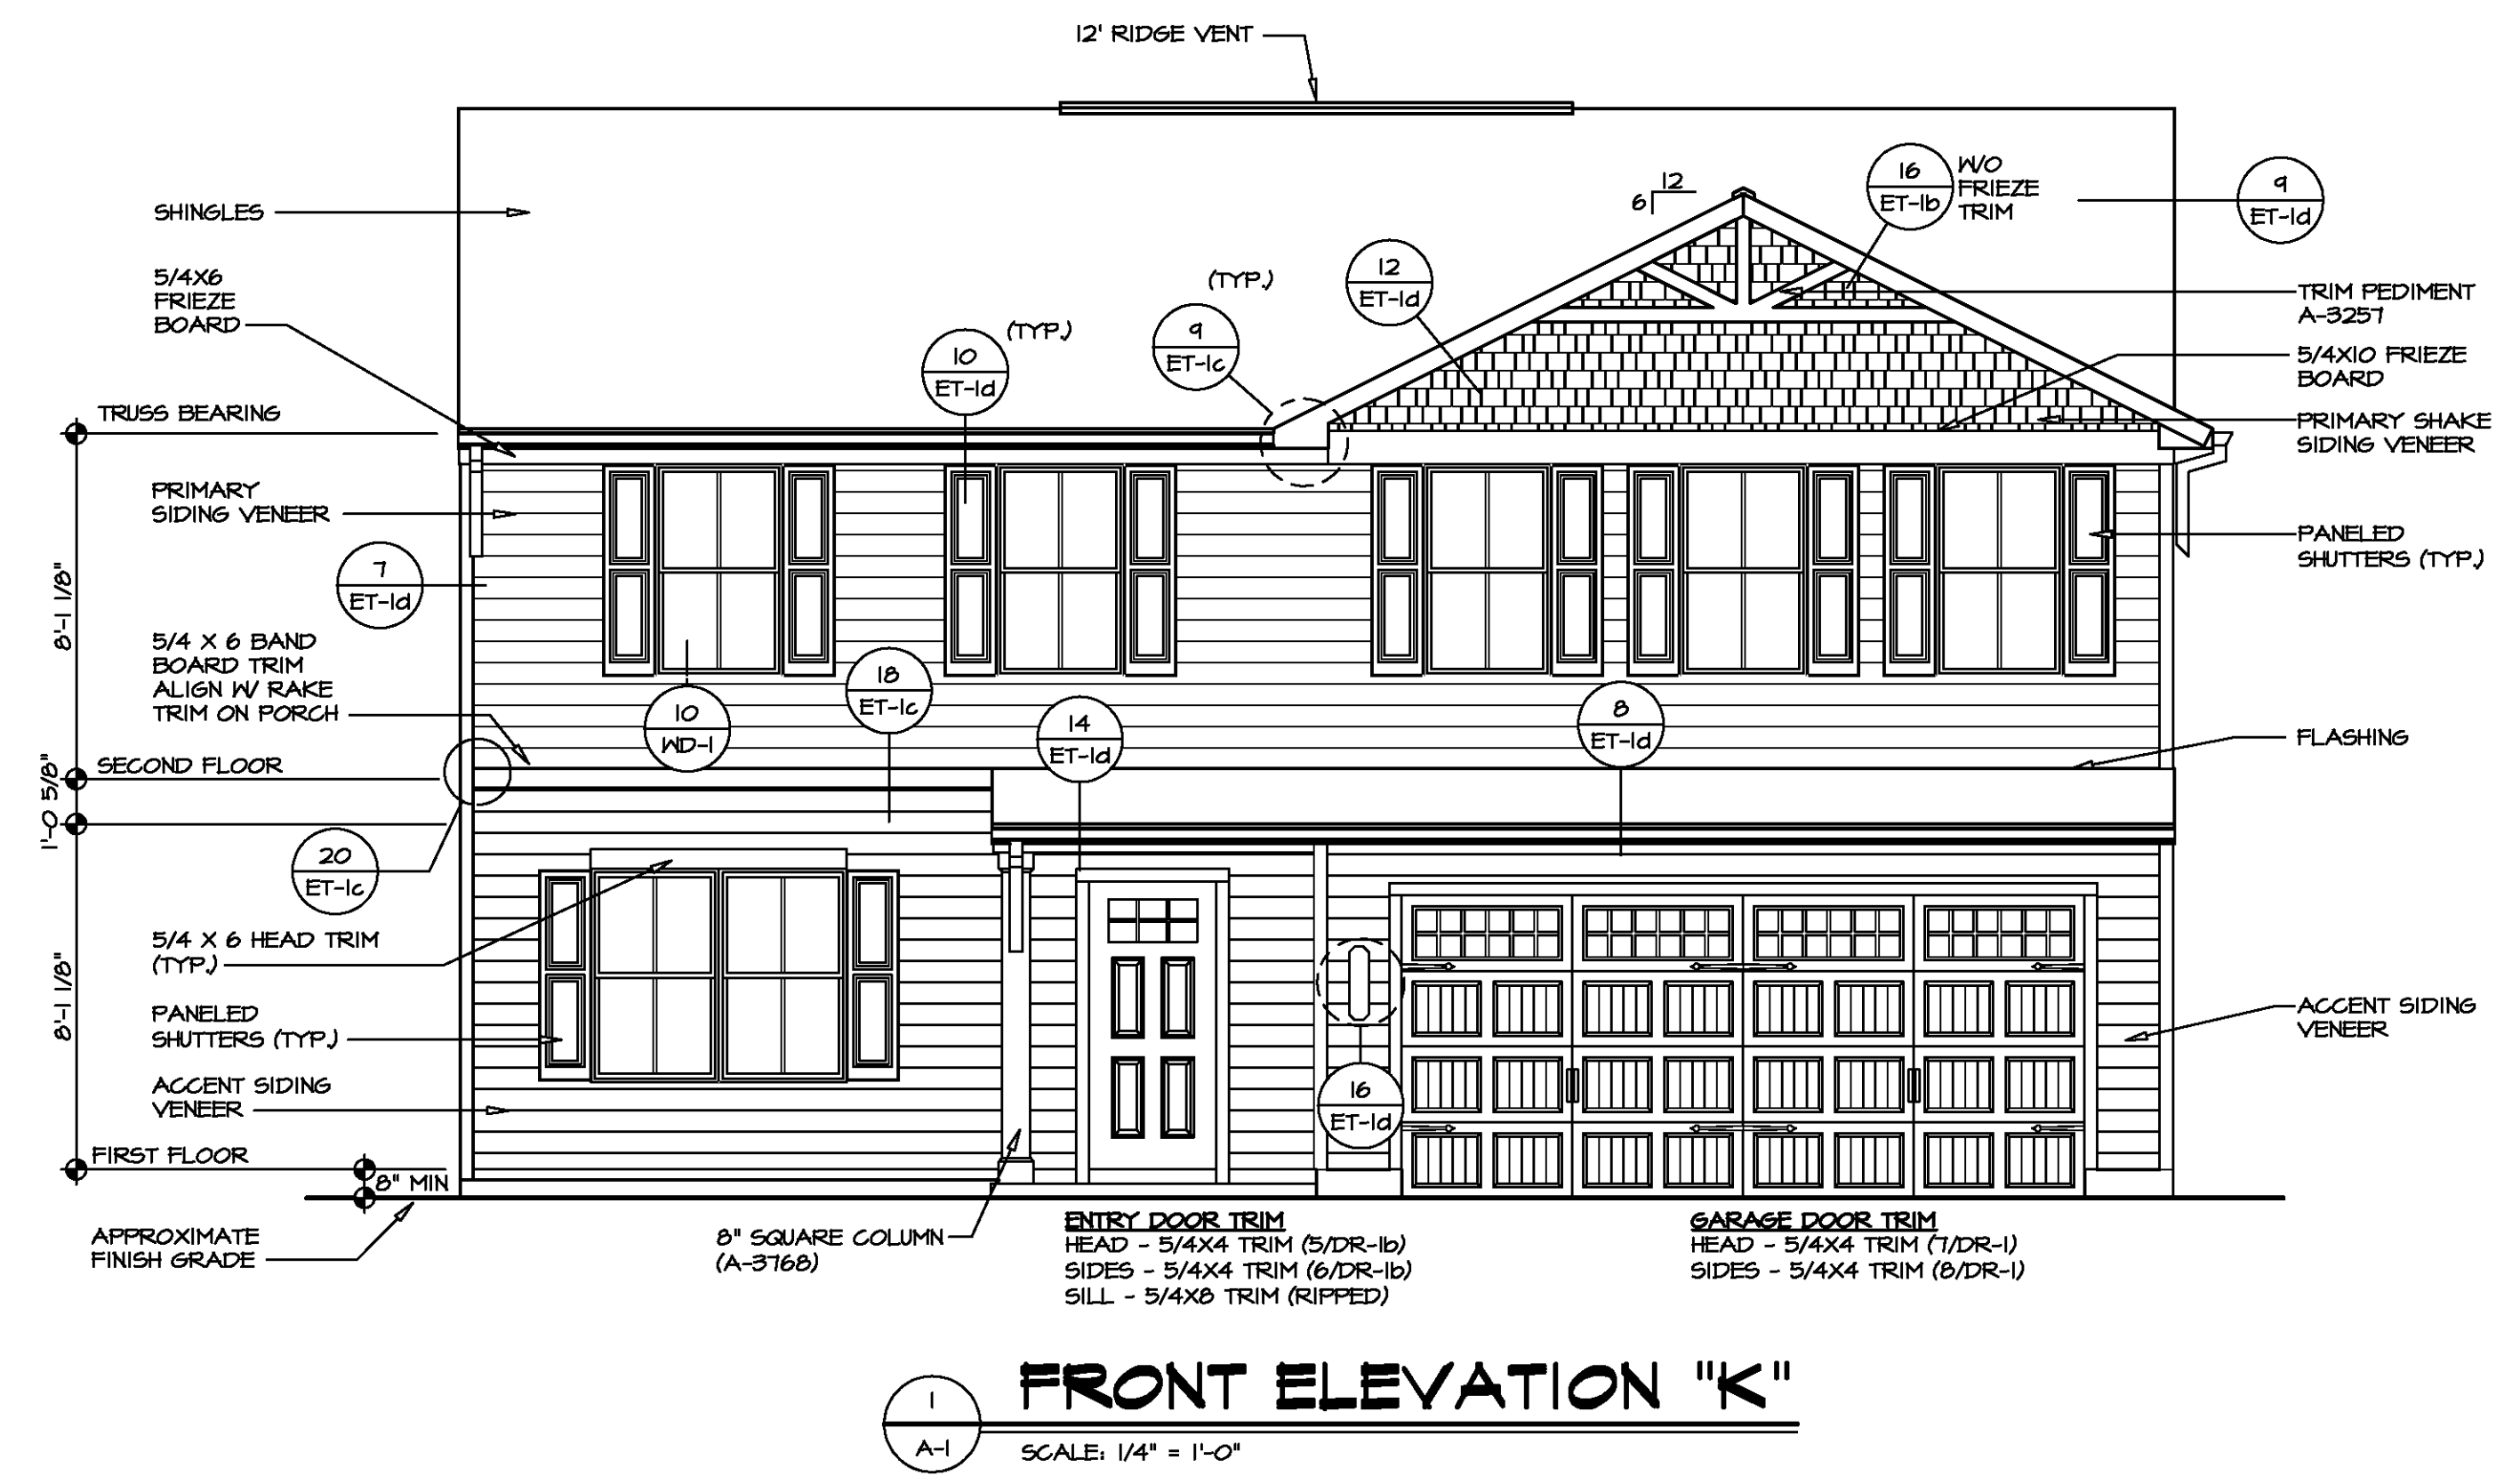 12' RIDGE VENT
SHINGLES
5/4X6
FRIEZE
BOARD
(TYP.)
10
ET-1d
(TYP.)
9
ET-1c
12
ET-1d
6
12
16
ET-1b
W/O
FRIEZE
TRIM
9
ET-1d
TRIM PEDIMENT
A-3257
5/4X10 FRIEZE
BOARD
PRIMARY SHAKE
SIDING VENEER
TRUSS BEARING
PRIMARY
SIDING VENEER
7
ET-1d
PANELED
SHUTTERS (TYP.)
8'-1 1/8"
5/4 X 6 BAND
BOARD TRIM
ALIGN W/ RAKE
TRIM ON PORCH
10
WD-1
18
ET-1c
14
ET-1d
8
ET-1d
FLASHING
SECOND FLOOR
1'-0 5/8"
20
ET-1c
5/4 X 6 HEAD TRIM
(TYP.)
8'-1 1/8"
PANELED
SHUTTERS (TYP.)
ACCENT SIDING
VENEER
16
ET-1d
ACCENT SIDING
VENEER
FIRST FLOOR
8" MIN
APPROXIMATE
FINISH GRADE
8" SQUARE COLUMN
(A-3768)
ENTRY DOOR TRIM
HEAD - 5/4X4 TRIM (5/DR-1b)
SIDES - 5/4X4 TRIM (6/DR-1b)
SILL - 5/4X8 TRIM (RIPPED)
GARAGE DOOR TRIM
HEAD - 5/4X4 TRIM (7/DR-1)
SIDES - 5/4X4 TRIM (8/DR-1)
1
A-1
FRONT ELEVATION "K"
SCALE: 1/4" = 1'-0"